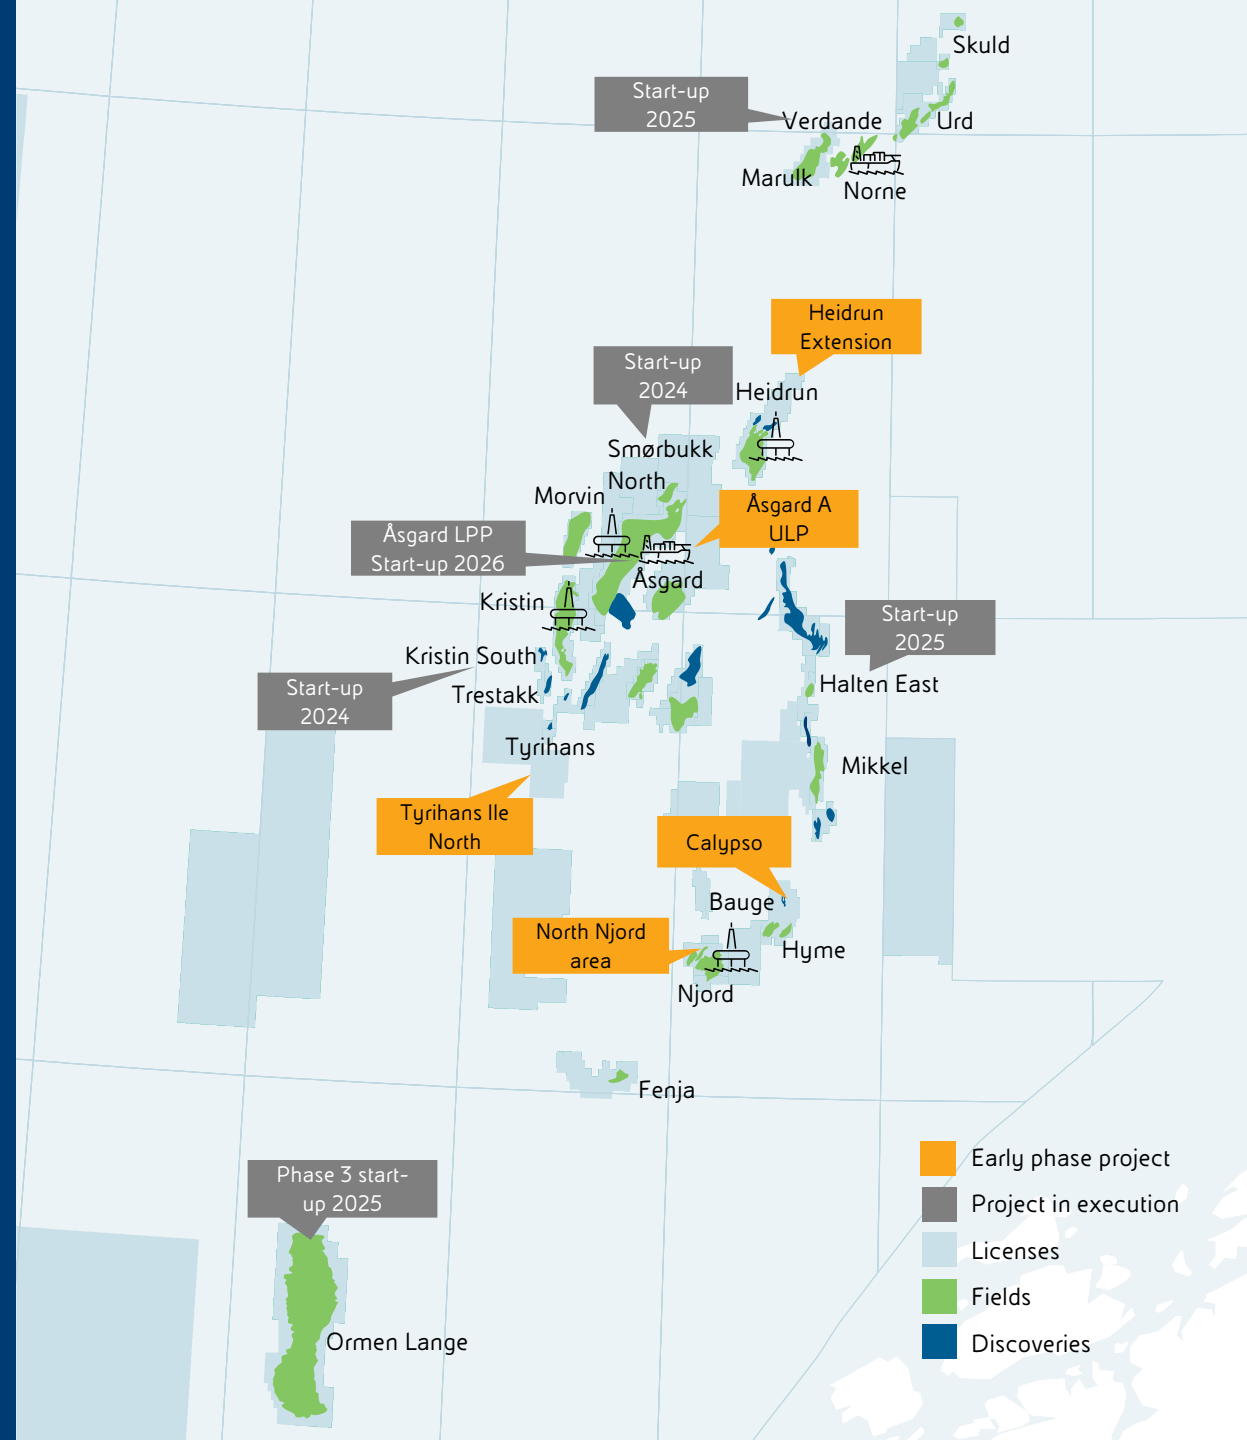 Skuld
Start-up
2025
Verdande
Urd
Marulk
Norne
Heidrun
Extension
Start-up
2024
Heidrun
Smørbukk
North
Morvin
Åsgard A
ULP
Åsgard LPP
Start-up 2026
Åsgard
Kristin
Start-up
2025
Kristin South
Halten East
Start-up
2024
Trestakk
Tyrihans
Mikkel
Tyrihans Ile
North
Calypso
Bauge
North Njord
area
Hyme
Njord
Fenja
Phase 3 start-
up 2025
Ormen Lange
Early phase project
Project in execution
Licenses
Fields
Discoveries